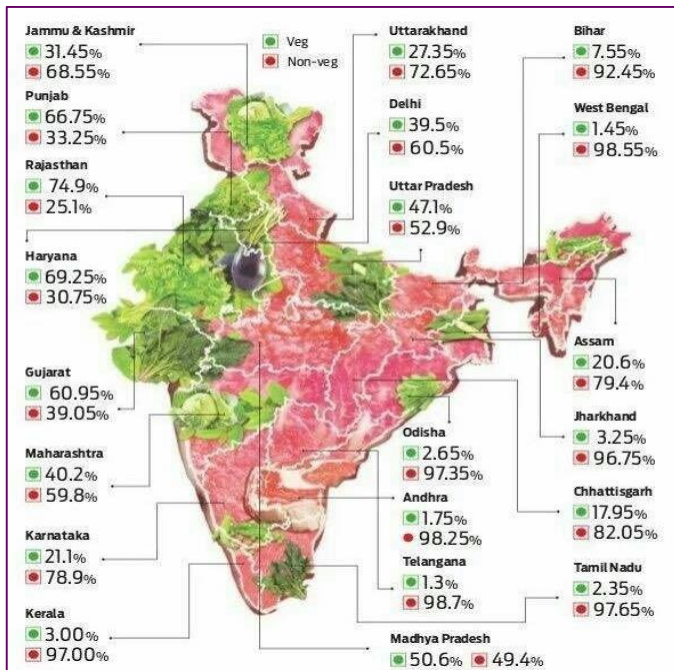 Jammu & Kashmir
31.45%
68.55%
Punjab
66.75%
33.25%
Rajasthan
74.9%
25.1%
Haryana
69.25%
30.75%
Gujarat
60.95%
39.05%
Maharashtra
40.2%
59.8%
Karnataka
21.1%
78.9%
Kerala
3.00%
97.00%
Veg
Non-veg
Uttarakhand
27.35%
72.65%
Delhi
39.5%
60.5%
Uttar Pradesh
47.1%
52.9%
Odisha
2.65%
97.35%
Andhra
1.75%
98.25%
Telangana
1.3%
98.7%
Madhya Pradesh
50.6% 49.4%
Bihar
7.55%
92.45%
West Bengal
1.45%
98.55%
Assam
20.6%
79.4%
Jharkhand
3.25%
96.75%
Chhattisgarh
17.95%
82.05%
Tamil Nadu
2.35%
97.65%